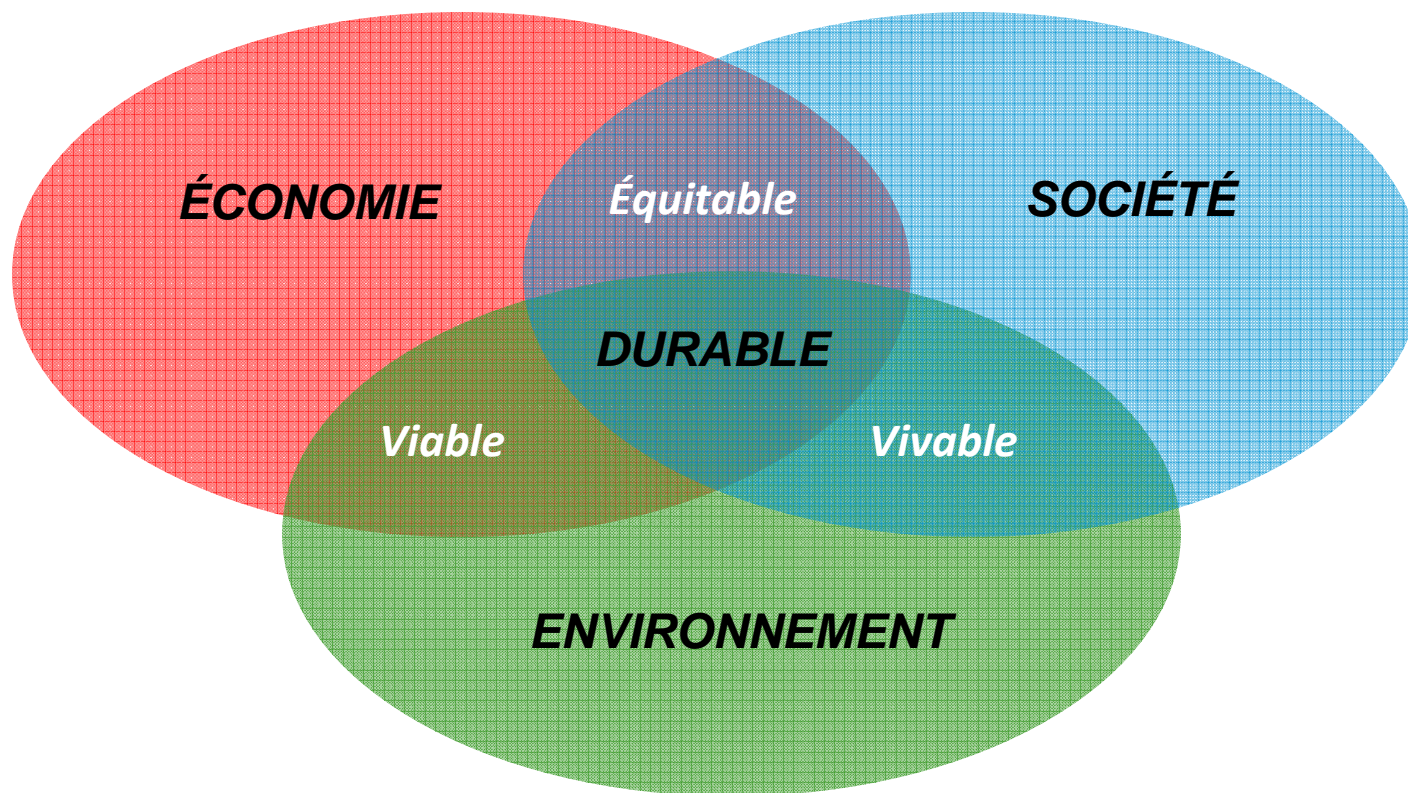 ÉCONOMIE
Équitable
SOCIÉTÉ
DURABLE
Viable
Vivable
ENVIRONNEMENT